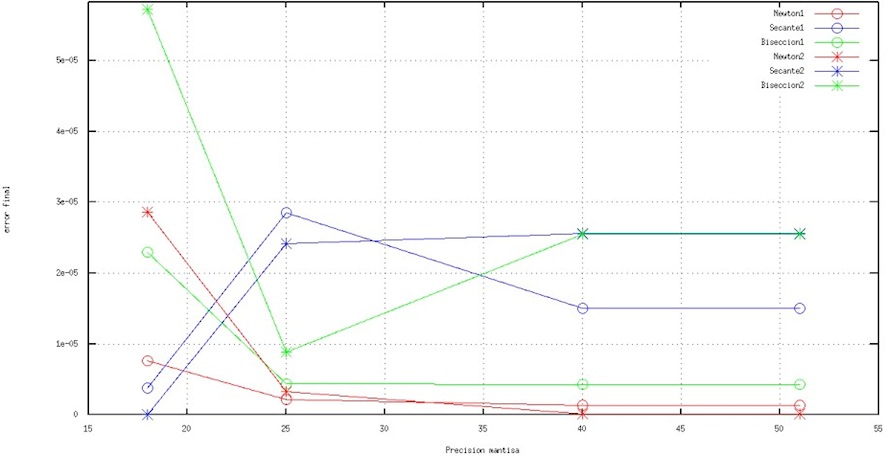 Newton1
Secante1
Biseccion1
Newton2
Secante2
Biseccion2
5e-05
4e-05
3e-05
2e-05
1e-05
0
error final
15 20 25 30 35 40 45 50 55
Precision mantisa